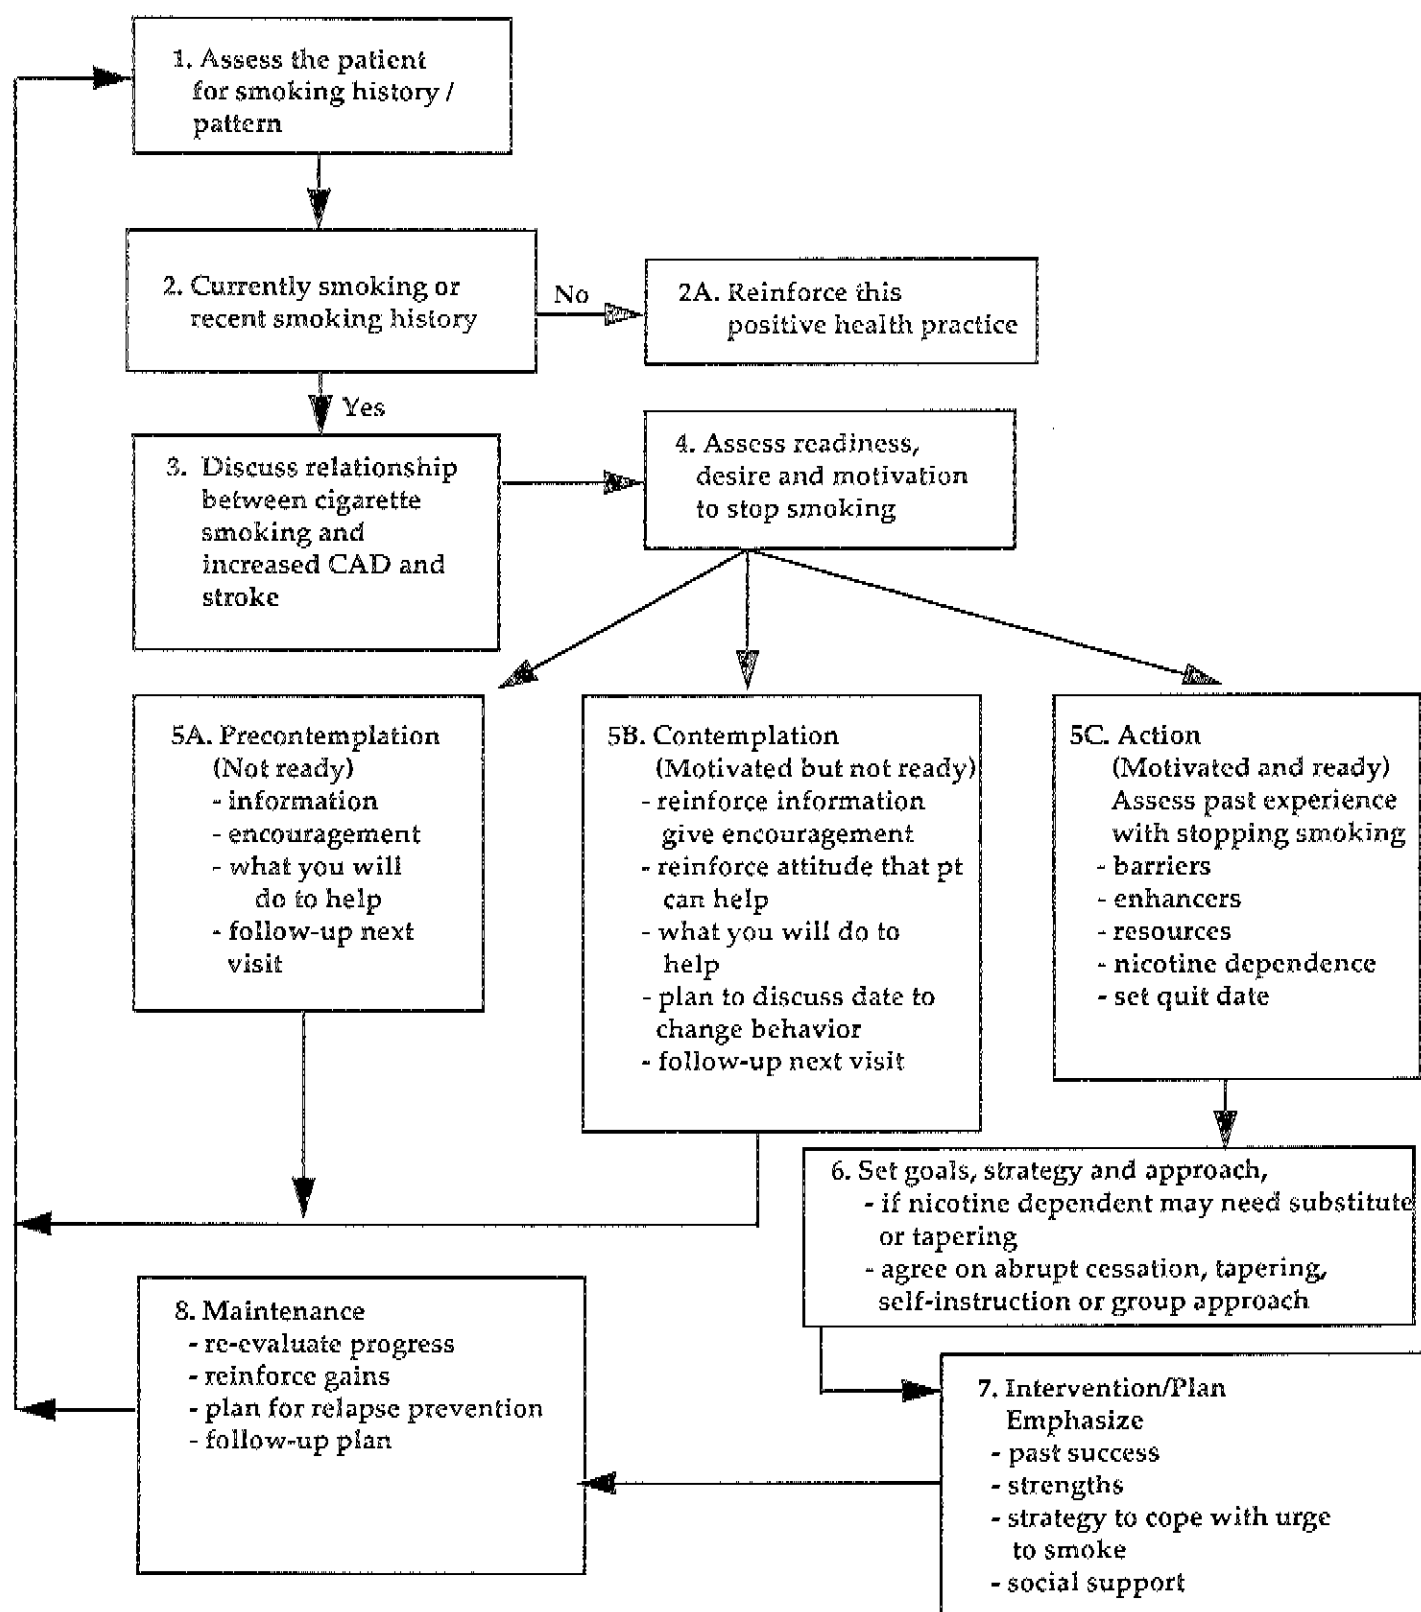 1. Assess the patient
for smoking history /
pattern
2. Currently smoking or
recent smoking history
No
2A. Reinforce this
positive health practice
Yes
3. Discuss relationship
between cigarette
smoking and
increased CAD and
stroke
4. Assess readiness,
desire and motivation
to stop smoking
5A. Precontemplation
(Not ready)
- information
- encouragement
- what you will
do to help
- follow-up next
visit
5B. Contemplation
(Motivated but not ready)
- reinforce information
give encouragement
- reinforce attitude that pt
can help
- what you will do to
help
- plan to discuss date to
change behavior
- follow-up next visit
5C. Action
(Motivated and ready)
Assess past experience
with stopping smoking
- barriers
- enhancers
- resources
- nicotine dependence
- set quit date
6. Set goals, strategy and approach,
- if nicotine dependent may need substitute
or tapering
- agree on abrupt cessation, tapering,
self-instruction or group approach
7. Intervention/Plan
Emphasize
- past success
- strengths
- strategy to cope with urge
to smoke
- social support
8. Maintenance
- re-evaluate progress
- reinforce gains
- plan for relapse prevention
- follow-up plan